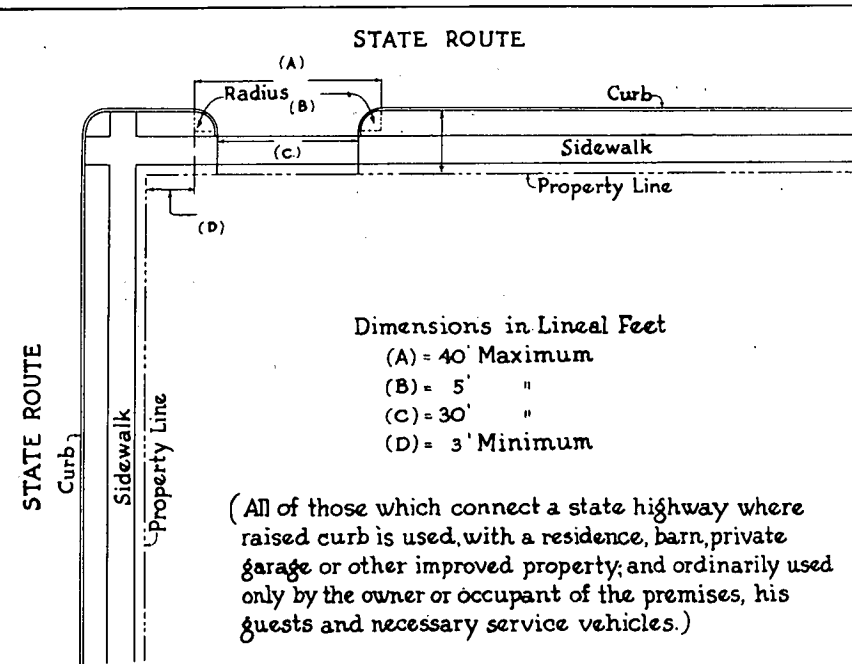 STATE ROUTE
(A)
Radius
(B)
Curb
(C)
Sidewalk
Property Line
(D)
STATE ROUTE
Curb
Sidewalk
Property Line
Dimensions in Lineal Feet
(A) = 40' Maximum
(B) = 5' "
(C) = 30' "
(D) = 3' Minimum
(All of those which connect a state highway where
raised curb is used, with a residence, barn, private
garage or other improved property; and ordinarily used
only by the owner or occupant of the premises, his
guests and necessary service vehicles.)